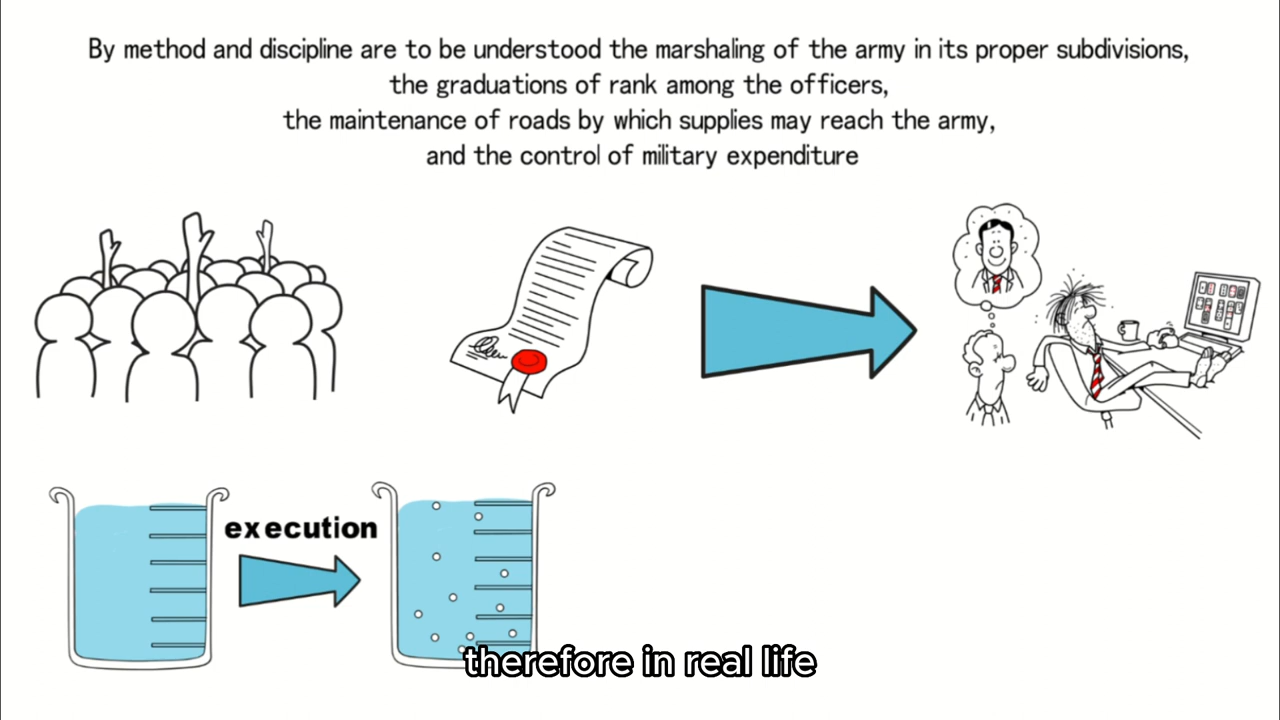 By method and discipline are to be understood the marshaling of the army in its proper subdivisions,
the graduations of rank among the officers,
the maintenance of roads by which supplies may reach the army,
and the control of military expenditure
execution
therefore in real life